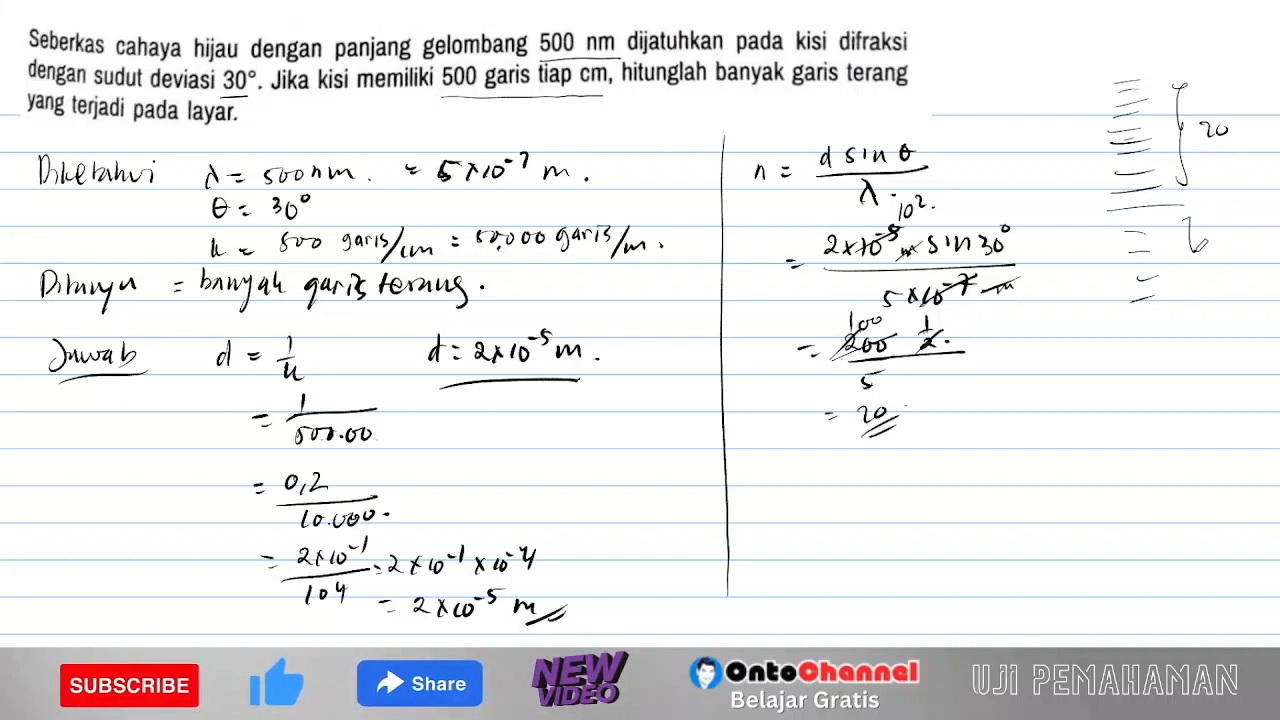 Seberkas cahaya hijau dengan panjang gelombang 500 nm dijatuhkan pada kisi difraksi
dengan sudut deviasi 30°. Jika kisi memiliki 500 garis tiap cm, hitunglah banyak garis terang
yang terjadi pada layar.
Diketahui λ = 500 nm. = 5×10⁻⁷ m.
θ = 30°
k = 500 garis/cm = 50.000 garis/m.
Ditanya = banyak garis terang.
Jawab d = 1/k
= 1/500.00
= 0,2/10.000.
= 2×10⁻¹/10⁴ = 2×10⁻¹ × 10⁻⁴
= 2×10⁻⁵ m
d = 2×10⁻⁵ m.
n = d sin θ/λ.
10².
= 2×10⁻⁵ m × sin 30°/5×10⁻⁷ m
100 1
= 200 . 2./5
= 20
20
SUBSCRIBE
Share
NEW
VIDEO
OntoChannel
Belajar Gratis
UJI PEMAHAMAN